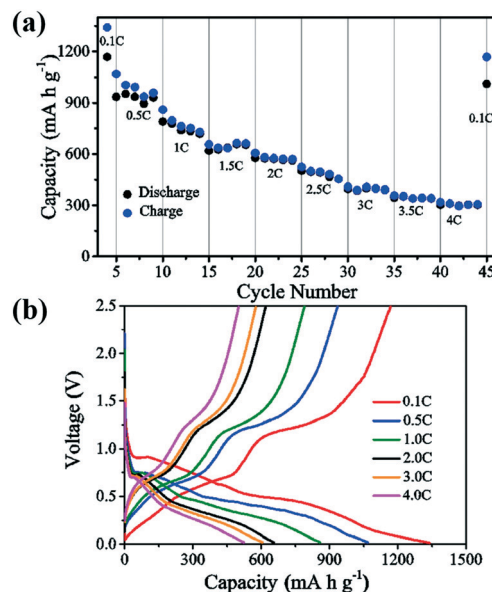 (a)
1200
900
600
300
0
Capacity (mA h g⁻¹)
0.1C
0.5C
1C
1.5C
2C
2.5C
3C
3.5C
4C
0.1C
Discharge
Charge
5
10
15
20
25
30
35
40
45
Cycle Number
(b)
2.5
2.0
1.5
1.0
0.5
0.0
Voltage (V)
0.1C
0.5C
1.0C
2.0C
3.0C
4.0C
0
300
600
900
1200
1500
Capacity (mA h g⁻¹)